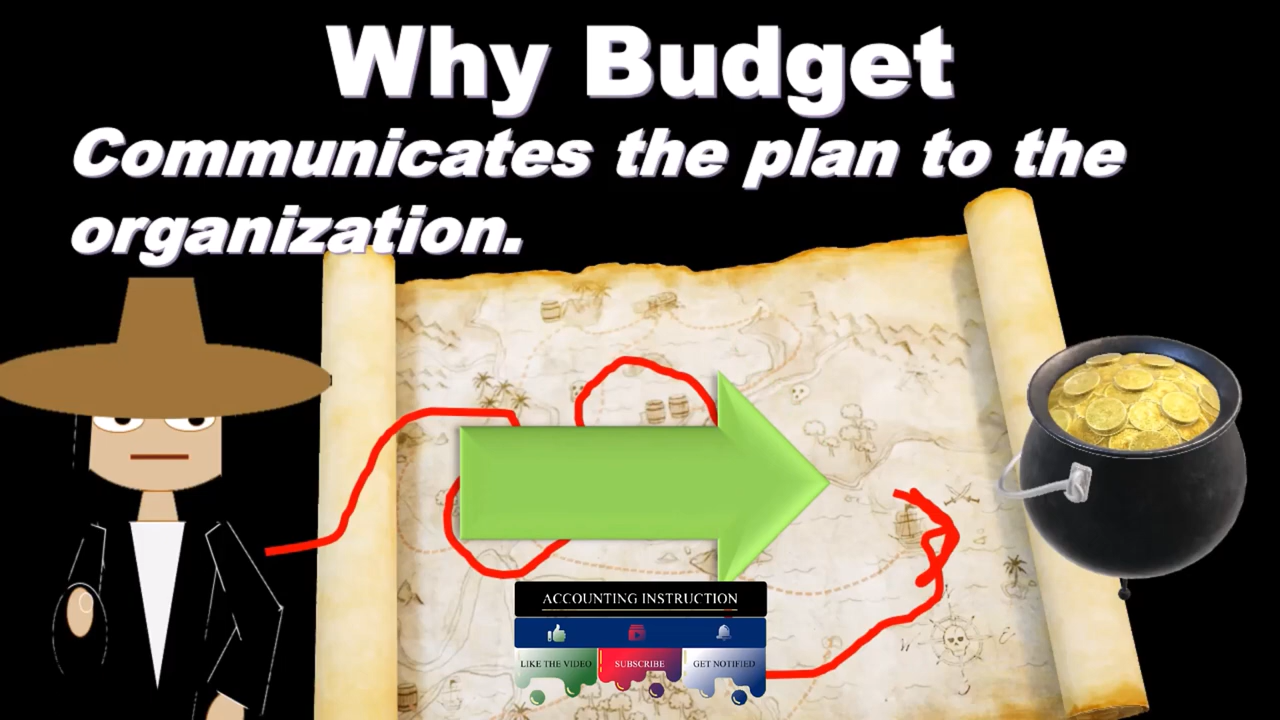 Why Budget
Communicates the plan to the
organization.
ACCOUNTING INSTRUCTION
LIKE THE VIDEO SUBSCRIBE GET NOTIFIED